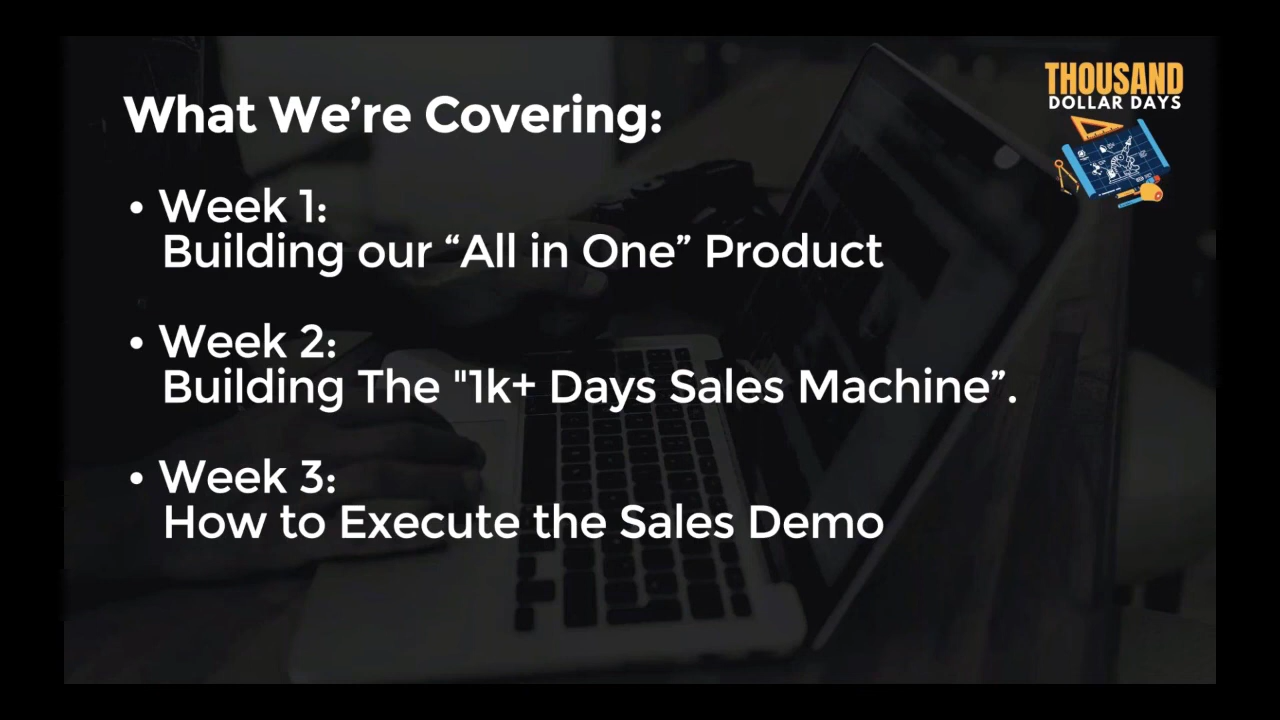 THOUSAND
DOLLAR DAYS
What We’re Covering:
• Week 1:
Building our “All in One” Product
• Week 2:
Building The "1k+ Days Sales Machine”.
• Week 3:
How to Execute the Sales Demo